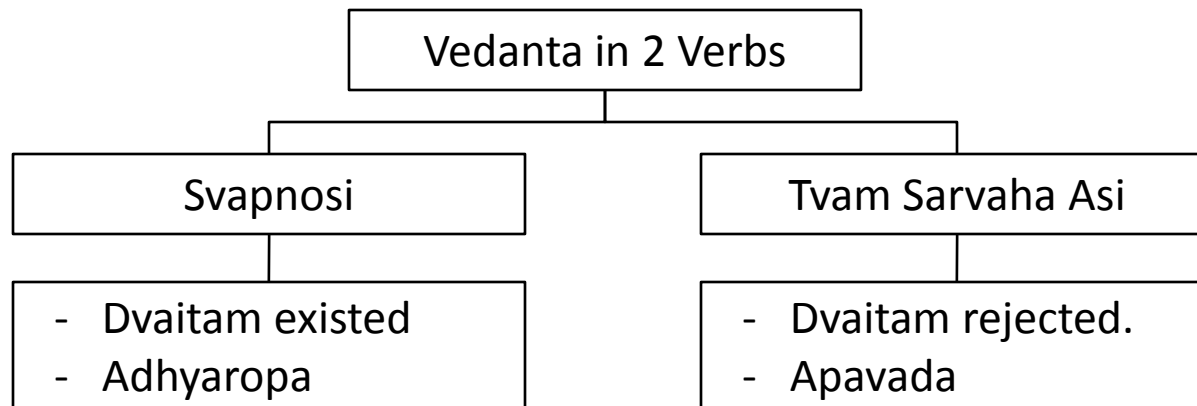 Vedanta in 2 Verbs
Svapnosi
Tvam Sarvaha Asi
- Dvaitam existed
- Adhyaropa
- Dvaitam rejected.
- Apavada